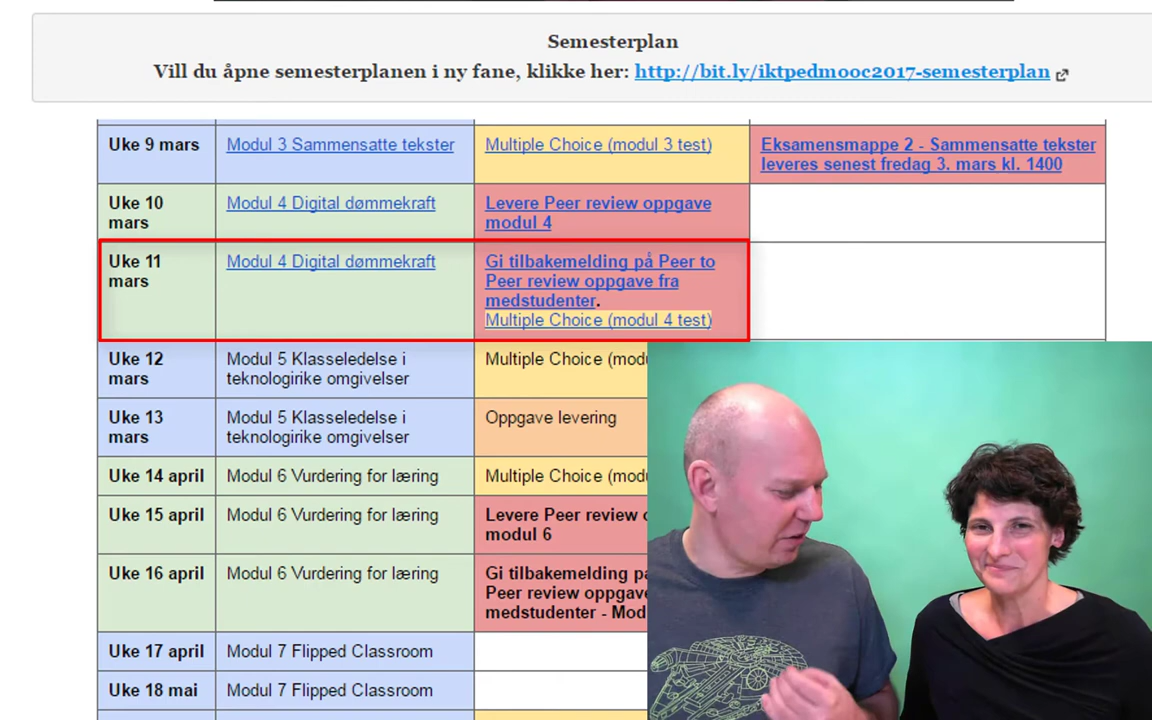 Semesterplan
Vill du åpne semesterplanen i ny fane, klikke her: http://bit.ly/iktpedmooc2017-semesterplan
Uke 9 mars
Modul 3 Sammensatte tekster
Multiple Choice (modul 3 test)
Eksamensmappe 2 - Sammensatte tekster
leveres senest fredag 3. mars kl. 1400
Uke 10
mars
Modul 4 Digital dømmekraft
Levere Peer review oppgave
modul 4
Uke 11
mars
Modul 4 Digital dømmekraft
Gi tilbakemelding på Peer to
Peer review oppgave fra
medstudenter.
Multiple Choice (modul 4 test)
Uke 12
mars
Modul 5 Klasseledelse i
teknologirike omgivelser
Multiple Choice (modu
Uke 13
mars
Modul 5 Klasseledelse i
teknologirike omgivelser
Oppgave levering
Uke 14 april
Modul 6 Vurdering for læring
Multiple Choice (modu
Uke 15 april
Modul 6 Vurdering for læring
Levere Peer review o
modul 6
Uke 16 april
Modul 6 Vurdering for læring
Gi tilbakemelding på
Peer review oppgave
medstudenter - Mod
Uke 17 april
Modul 7 Flipped Classroom
Uke 18 mai
Modul 7 Flipped Classroom